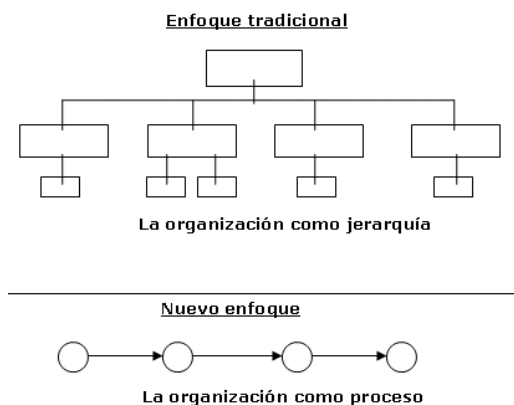 Enfoque tradicional
La organización como jerarquía
Nuevo enfoque
La organización como proceso